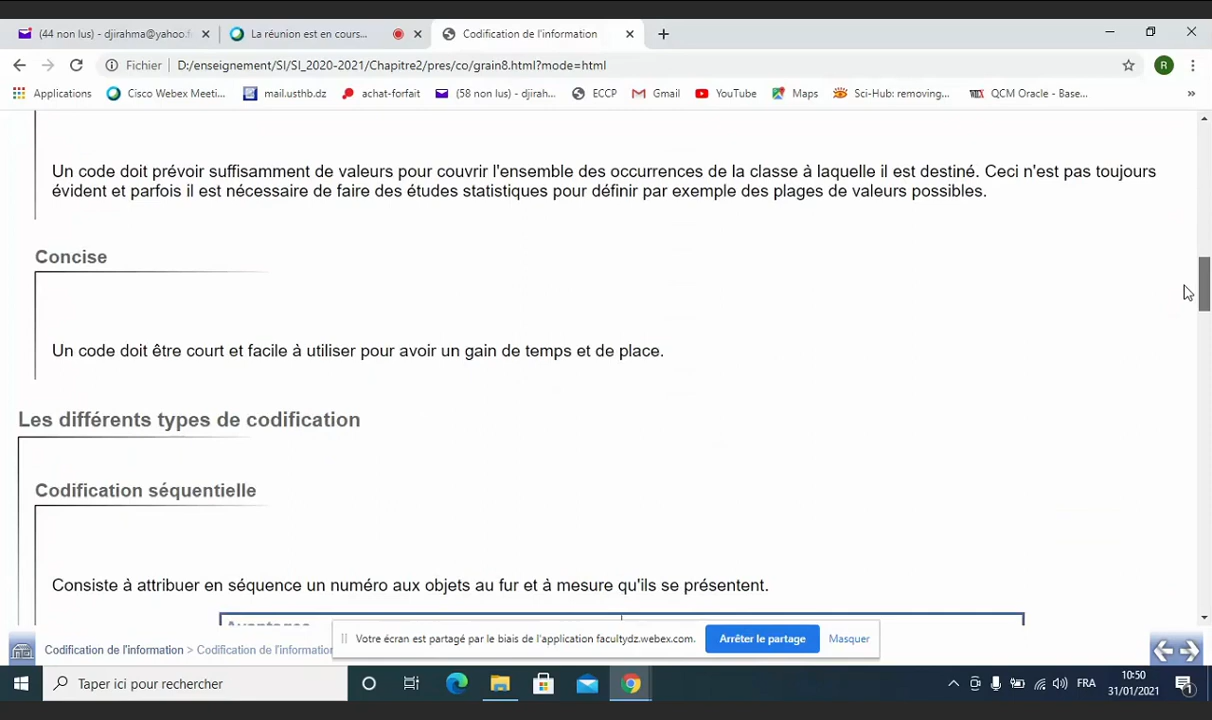 (44 non lus) - djirahma@yahoo.f
La réunion est en cours...
Codification de l'information
Fichier D:/enseignement/SI/SI_2020-2021/Chapitre2/pres/co/grain8.html?mode=html
R
Applications
Cisco Webex Meeti...
mail.usthb.dz
achat-forfait
(58 non lus) - djirah...
ECCP
Gmail
YouTube
Maps
Sci-Hub: removing...
QCM Oracle - Base...
»
Un code doit prévoir suffisamment de valeurs pour couvrir l'ensemble des occurrences de la classe à laquelle il est destiné. Ceci n'est pas toujours
évident et parfois il est nécessaire de faire des études statistiques pour définir par exemple des plages de valeurs possibles.
Concise
Un code doit être court et facile à utiliser pour avoir un gain de temps et de place.
Les différents types de codification
Codification séquentielle
Consiste à attribuer en séquence un numéro aux objets au fur et à mesure qu'ils se présentent.
Avantages
Votre écran est partagé par le biais de l'application facultydz.webex.com.
Arrêter le partage
Masquer
Codification de l'information > Codification de l'information
Taper ici pour rechercher
FRA
10:50
31/01/2021
1